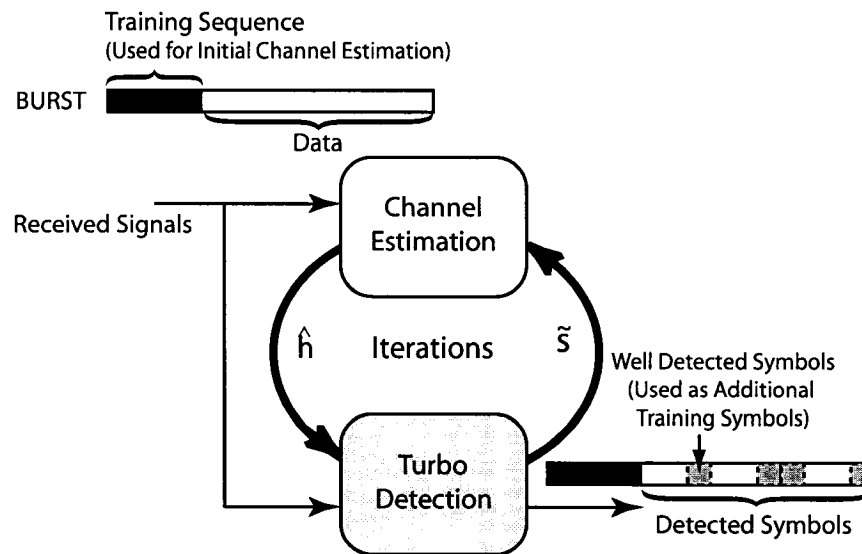 Training Sequence
(Used for Initial Channel Estimation)
BURST
Data
Received Signals
Channel
Estimation
ĥ
Iterations
s̃
Well Detected Symbols
(Used as Additional
Training Symbols)
Turbo
Detection
Detected Symbols